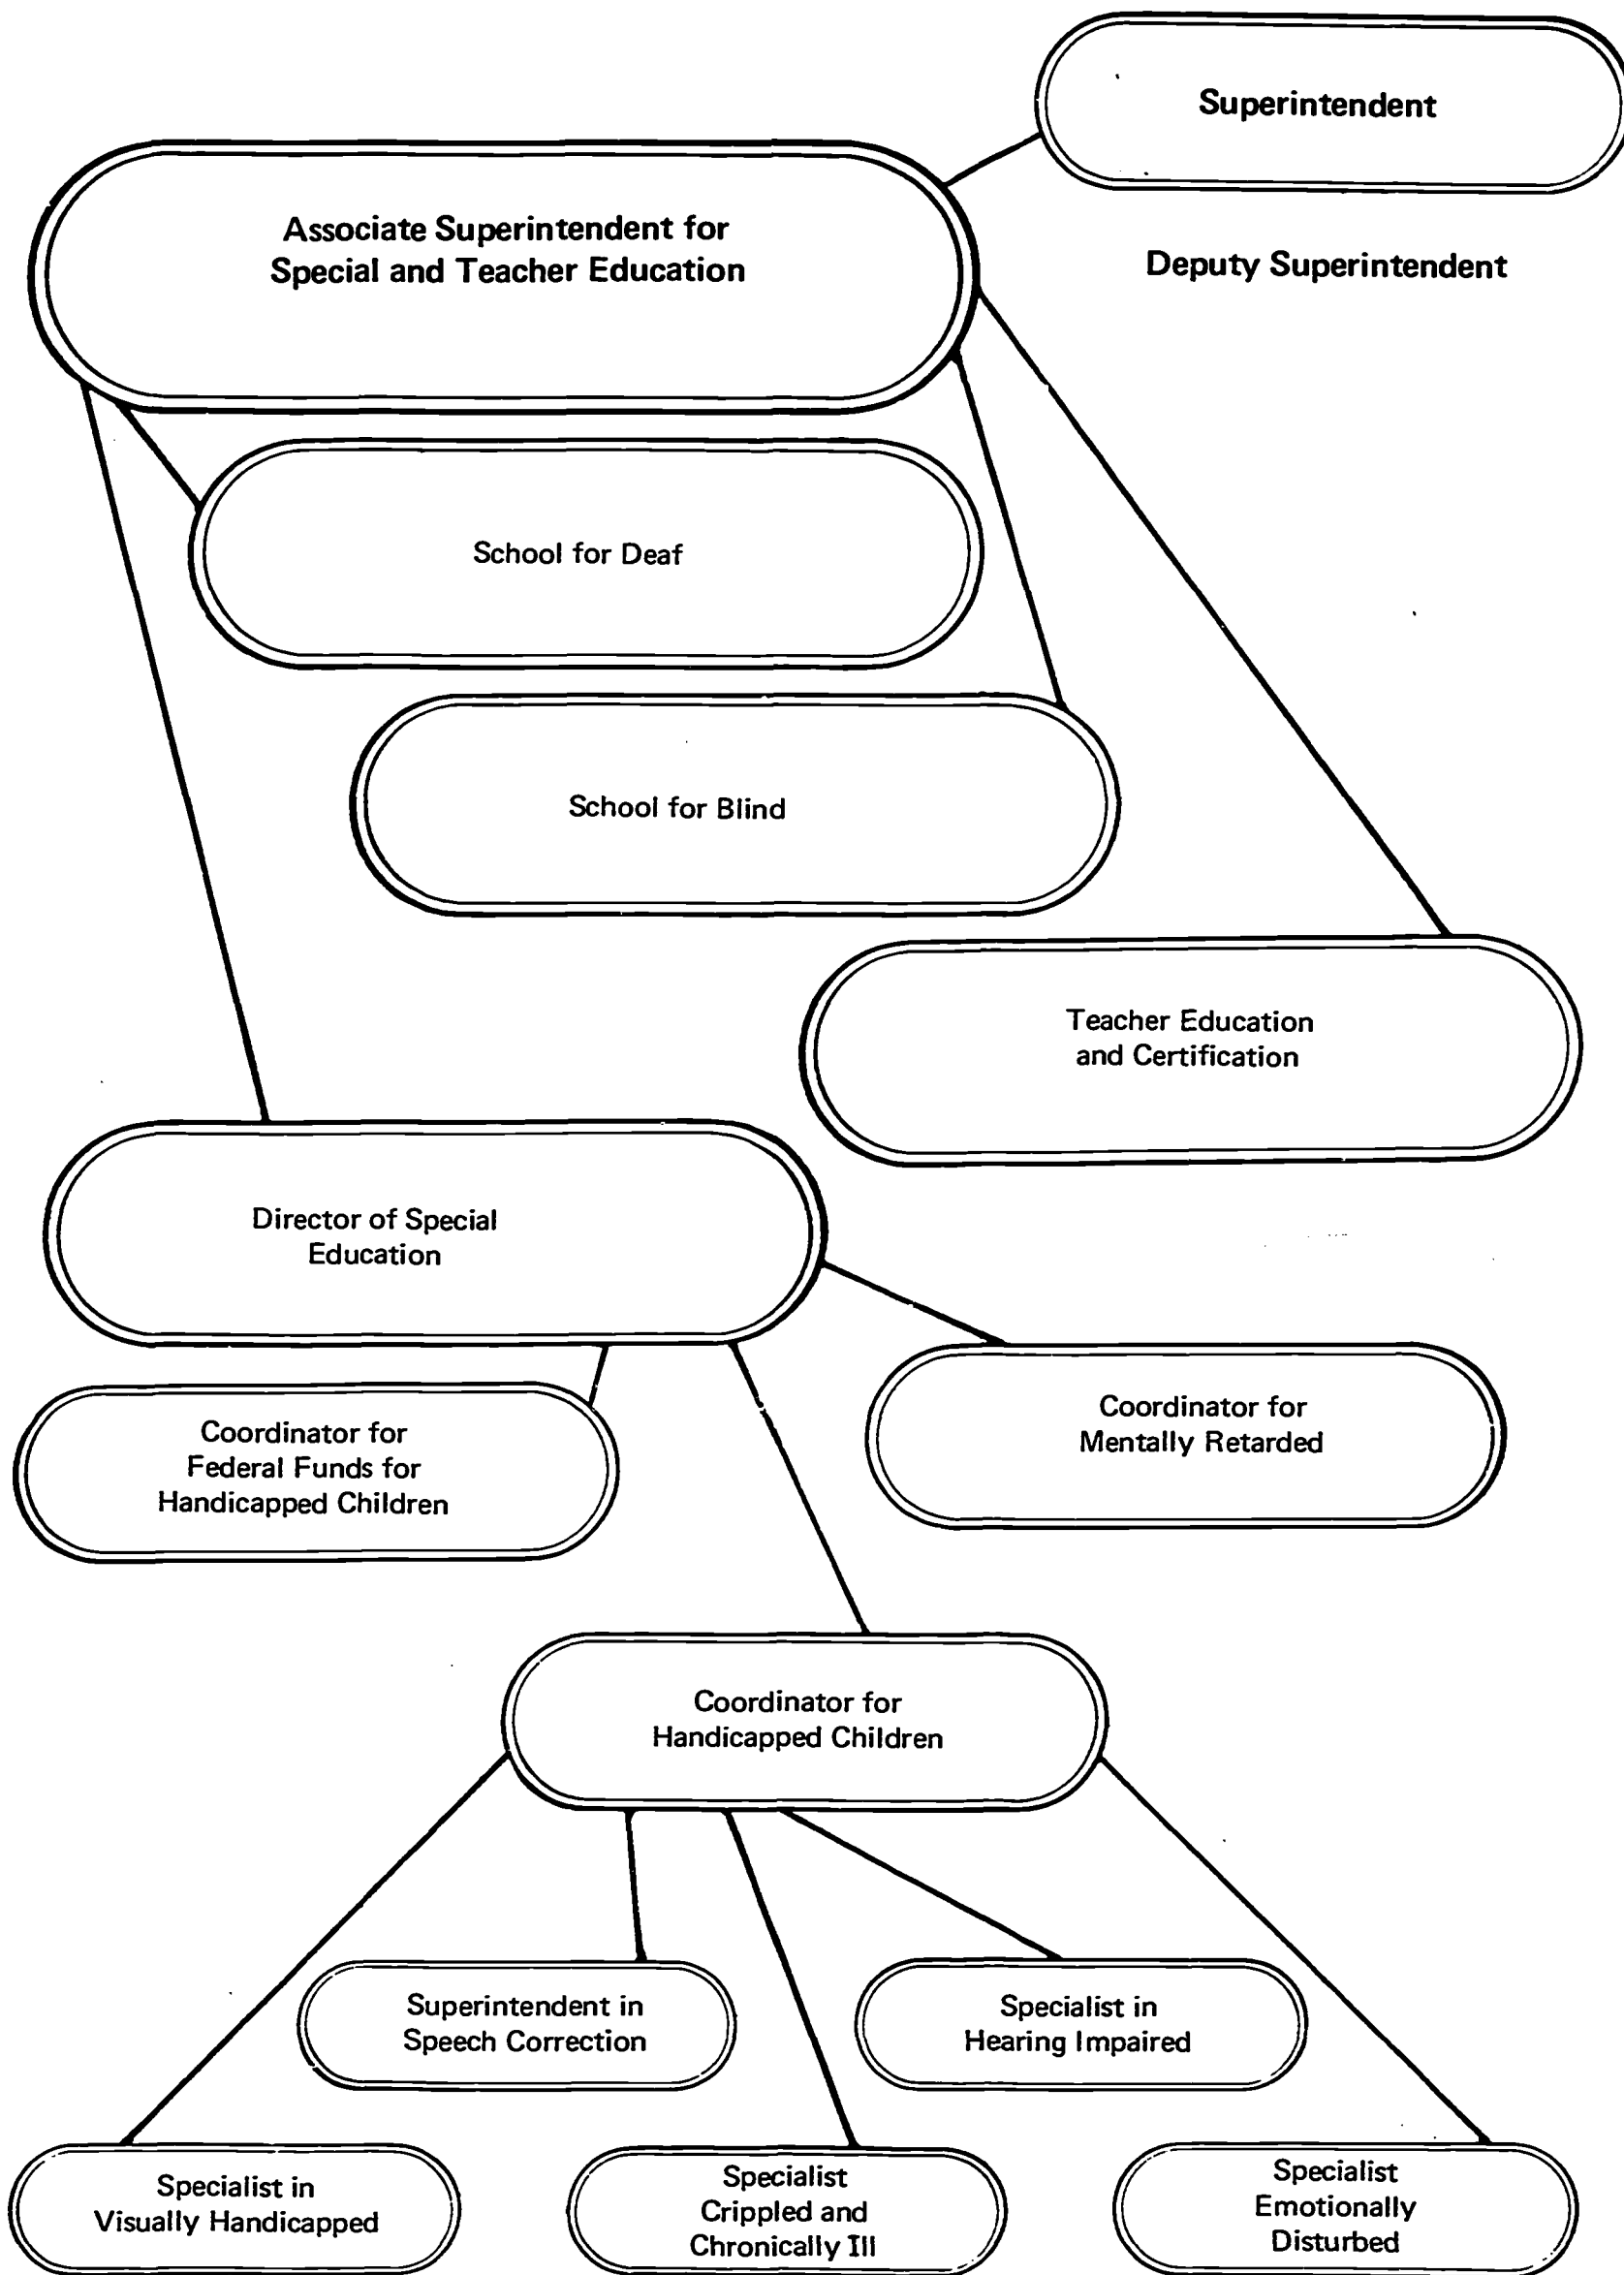 Superintendent
Associate Superintendent for
Special and Teacher Education
Deputy Superintendent
School for Deaf
School for Blind
Teacher Education
and Certification
Director of Special
Education
Coordinator for
Federal Funds for
Handicapped Children
Coordinator for
Mentally Retarded
Coordinator for
Handicapped Children
Superintendent in
Speech Correction
Specialist in
Hearing Impaired
Specialist in
Visually Handicapped
Specialist
Crippled and
Chronically Ill
Specialist
Emotionally
Disturbed